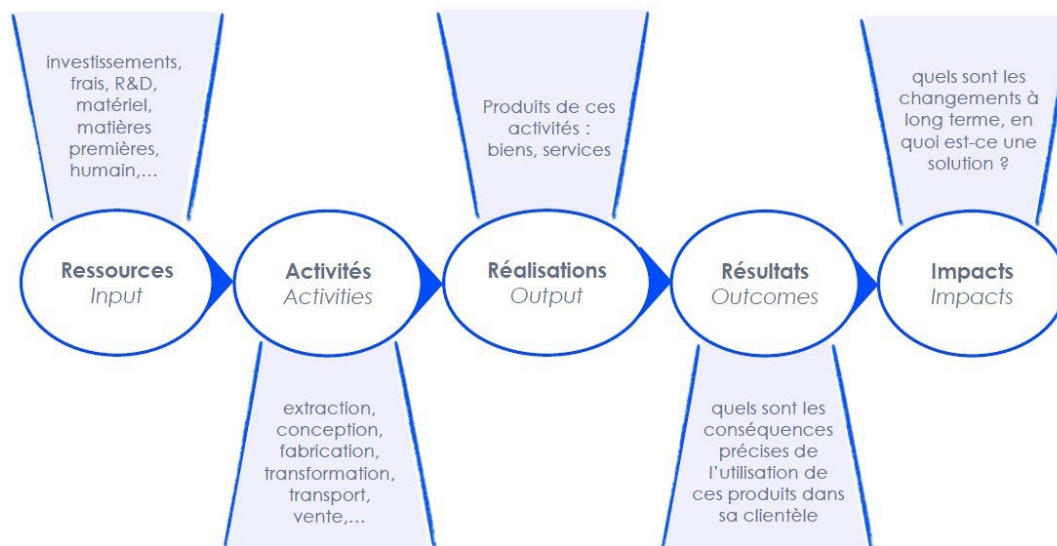 investissements,
frais, R&D,
matériel,
matières
premières,
humain,...
Produits de ces
activités :
biens, services
quels sont les
changements à
long terme, en
quoi est-ce une
solution ?
Ressources
Input
Activités
Activities
Réalisations
Output
Résultats
Outcomes
Impacts
Impacts
extraction,
conception,
fabrication,
transformation,
transport,
vente,...
quels sont les
conséquences
précises de
l'utilisation de
ces produits dans
sa clientèle